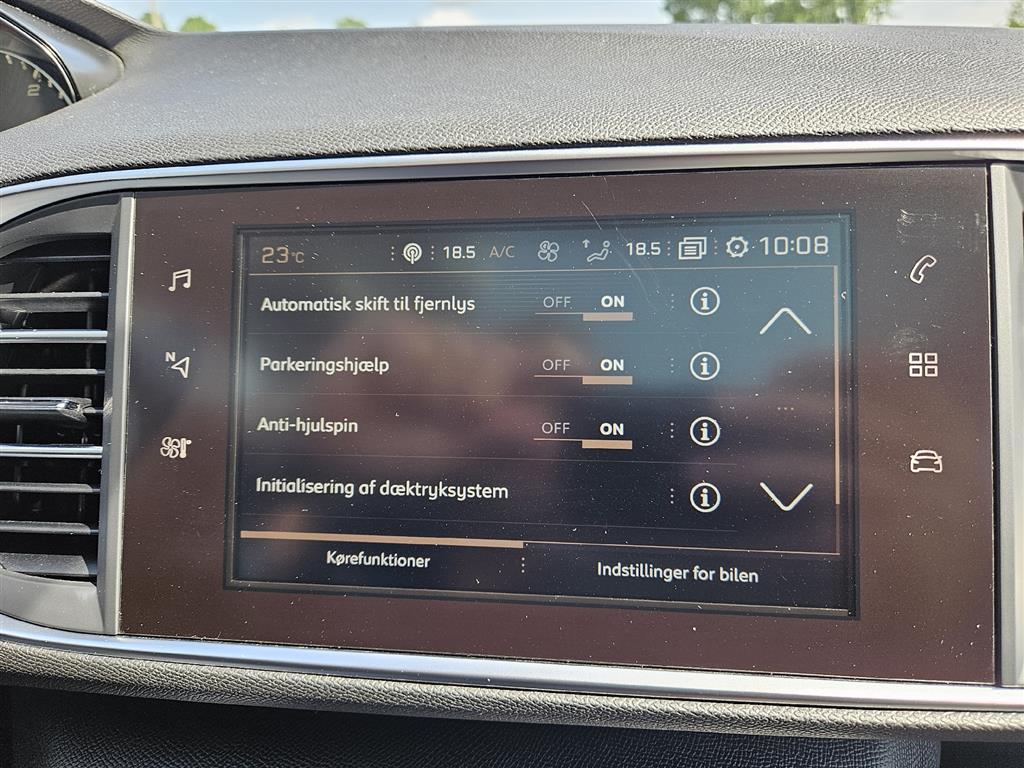 2
23°C 18.5 A/C 18.5 10:08
Automatisk skift til fjernlys OFF ON i
N
Parkeringshjælp OFF ON i
Anti-hjulspin OFF ON i
Initialisering af dæktryksystem i
Kørefunktioner Indstillinger for bilen